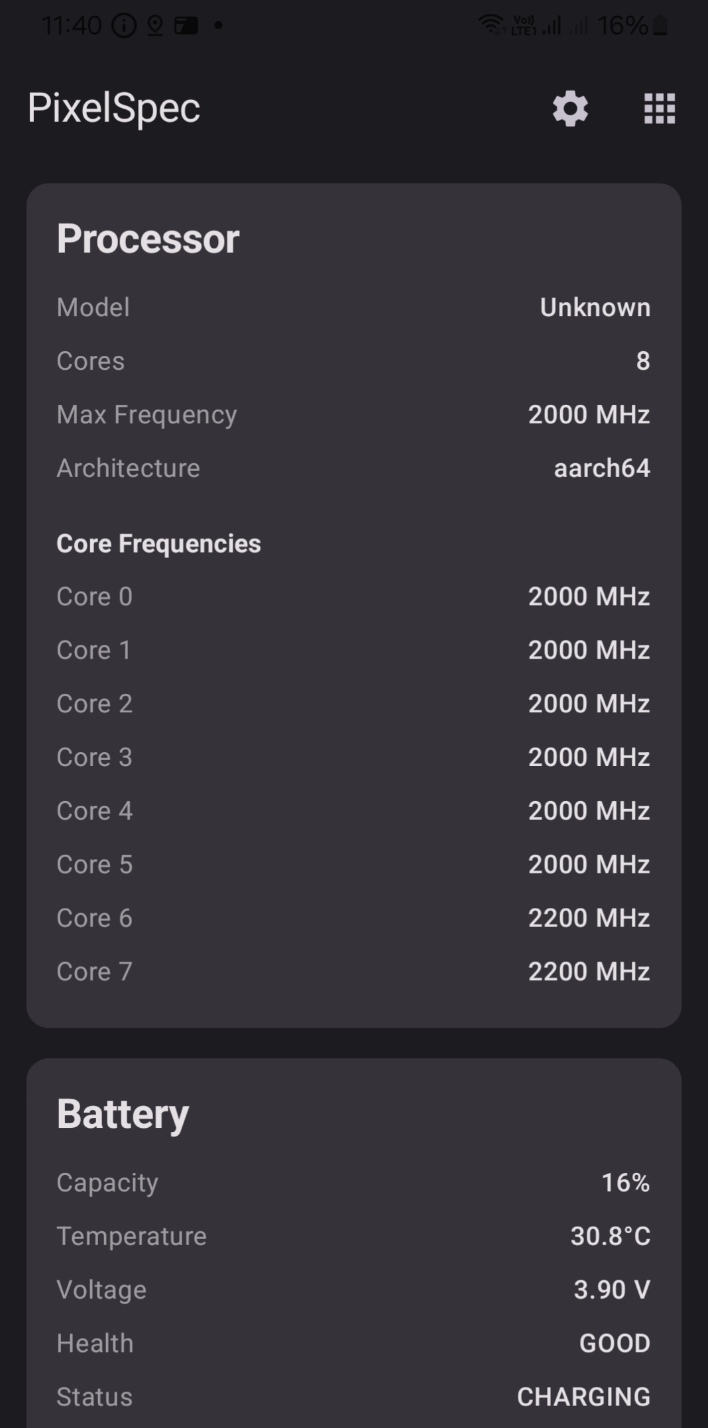 11:40 16%
Vo)) LTE1
PixelSpec
Processor
Model Unknown
Cores 8
Max Frequency 2000 MHz
Architecture aarch64
Core Frequencies
Core 0 2000 MHz
Core 1 2000 MHz
Core 2 2000 MHz
Core 3 2000 MHz
Core 4 2000 MHz
Core 5 2000 MHz
Core 6 2200 MHz
Core 7 2200 MHz
Battery
Capacity 16%
Temperature 30.8°C
Voltage 3.90 V
Health GOOD
Status CHARGING